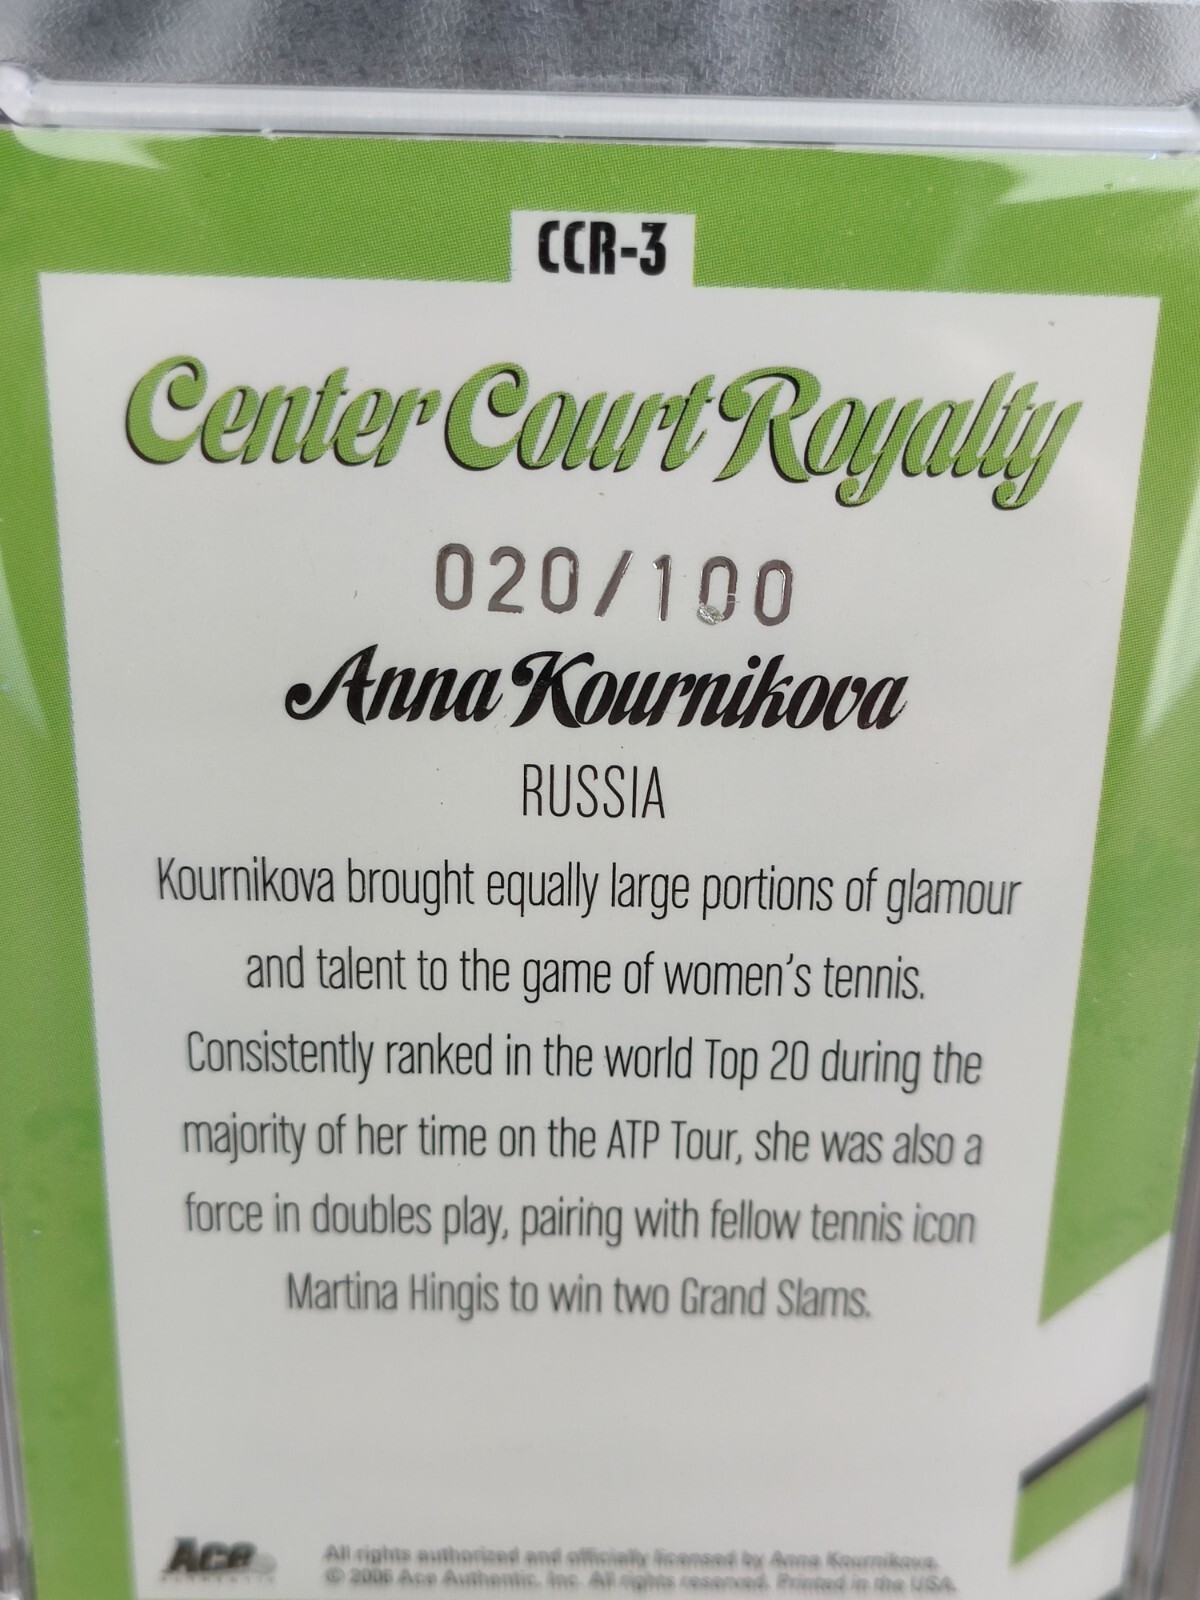 CCR-3
Center Court Royalty
020/100
Anna Kournikova
RUSSIA
Kournikova brought equally large portions of glamour
and talent to the game of women's tennis.
Consistently ranked in the world Top 20 during the
majority of her time on the ATP Tour, she was also a
force in doubles play, pairing with fellow tennis icon
Martina Hingis to win two Grand Slams.
Ace
AUTHENTIC
All rights authorized and officially licensed by Anna Kournikova.
© 2006 Ace Authentic, Inc. All rights reserved. Printed in the USA.